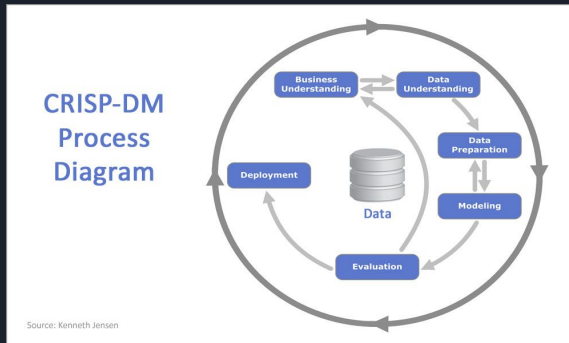 CRISP-DM
Process
Diagram
Business
Understanding
Data
Understanding
Data
Preparation
Modeling
Evaluation
Deployment
Data
Source: Kenneth Jensen